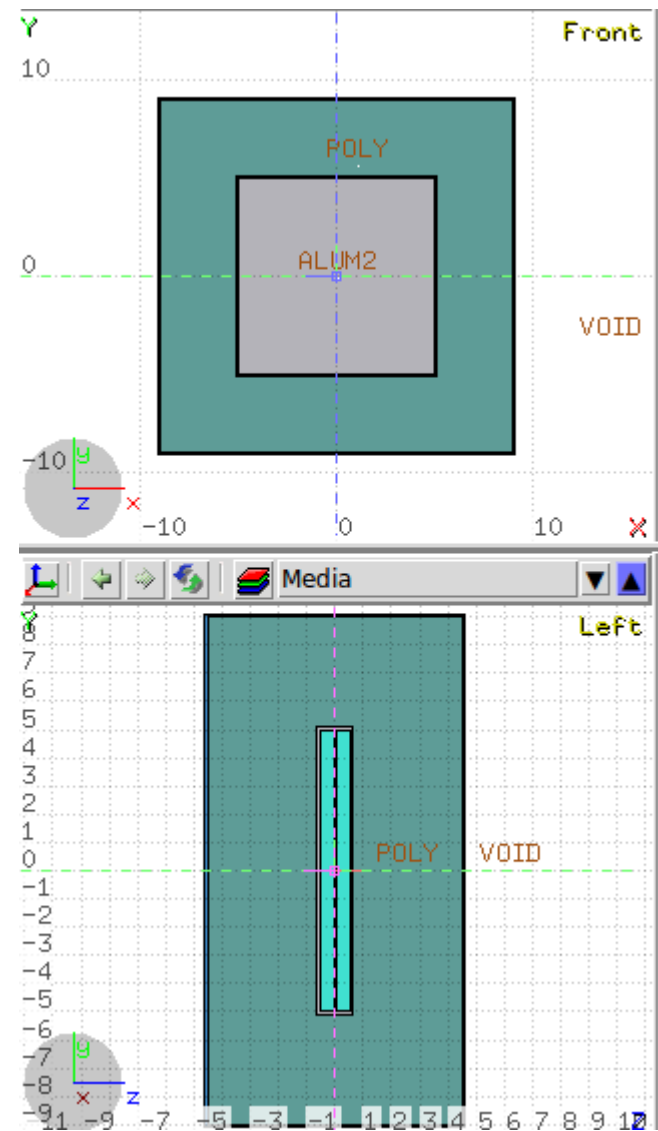 Y Front
10
POLY
ALUM2
0
VOID
-10 y
z x
-10 0 10 X
Media
Y Left
8
7
6
5
4
3
2
1
POLY VOID
0
-1
-2
-3
-4
-5
-6
-7 y
-8
x z
-9
-11 -9 -7 -5 -3 -1 1 2 3 4 5 6 7 8 9 10 Z